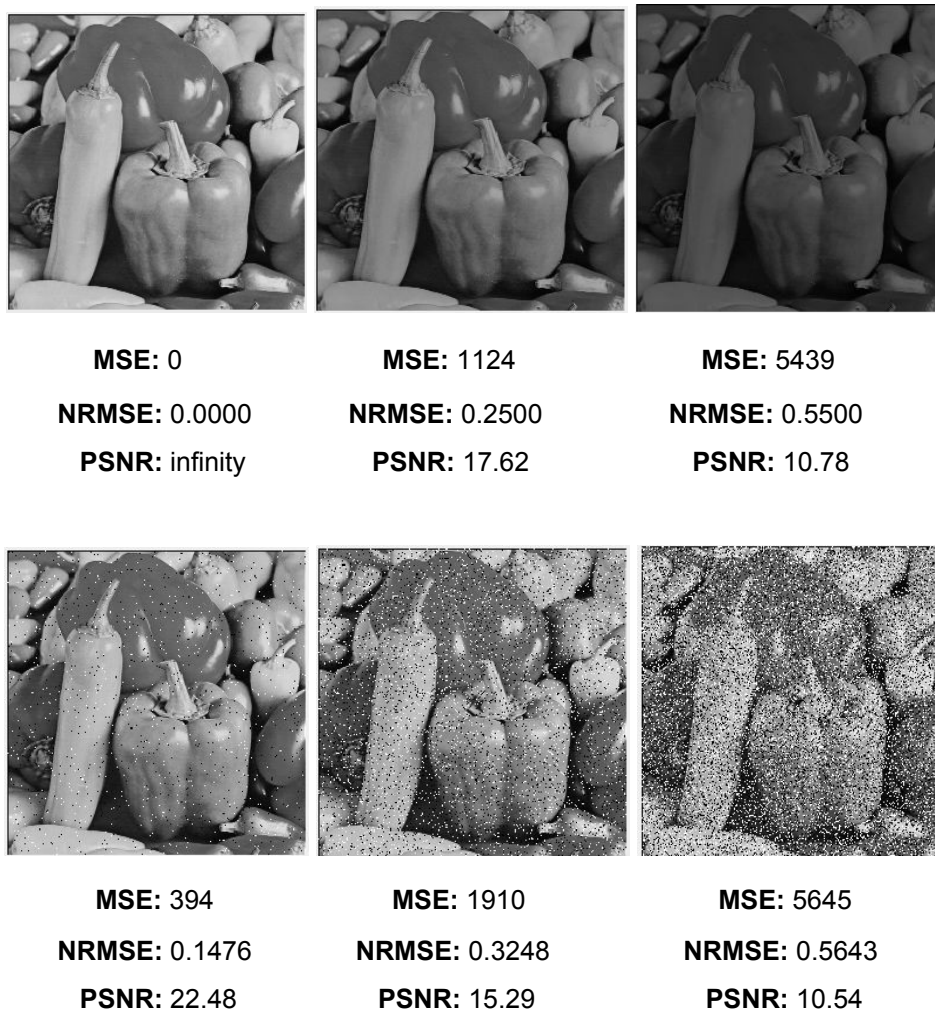 MSE: 0
NRMSE: 0.0000
PSNR: infinity
MSE: 1124
NRMSE: 0.2500
PSNR: 17.62
MSE: 5439
NRMSE: 0.5500
PSNR: 10.78
MSE: 394
NRMSE: 0.1476
PSNR: 22.48
MSE: 1910
NRMSE: 0.3248
PSNR: 15.29
MSE: 5645
NRMSE: 0.5643
PSNR: 10.54